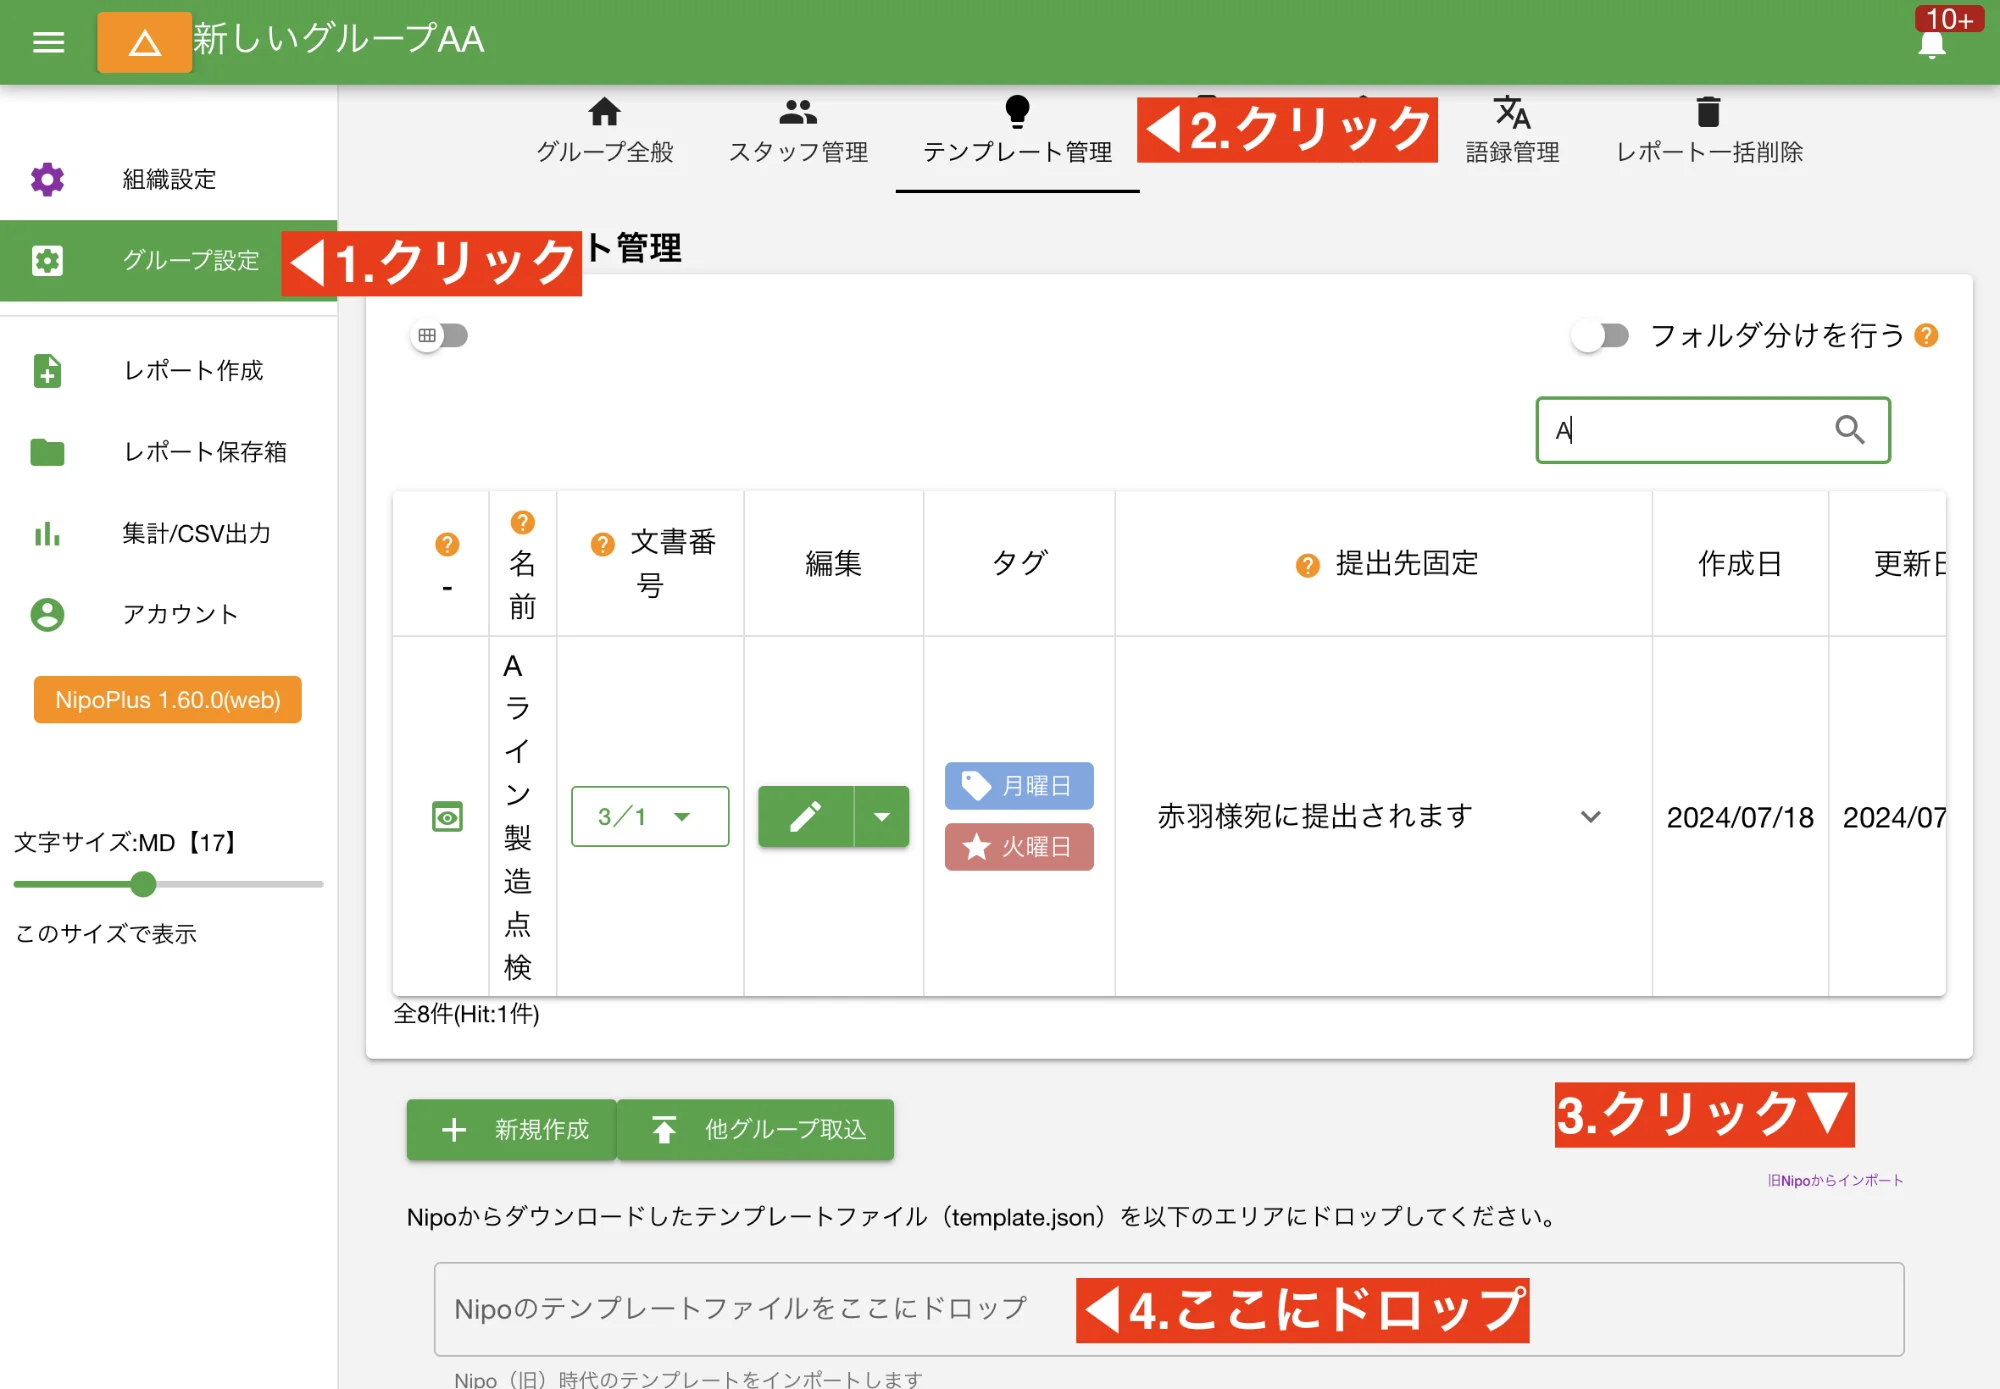 新しいグループAA
10+
組織設定
グループ設定
レポート作成
レポート保存箱
集計/CSV出力
アカウント
NipoPlus 1.60.0(web)
文字サイズ:MD【17】
このサイズで表示
グループ全般
スタッフ管理
テンプレート管理
◀2.クリック
語録管理
レポート一括削除
◀1.クリック
ト管理
フォルダ分けを行う
A
-
名
前
文書番
号
編集
タグ
提出先固定
作成日
更新日
A
ラ
イ
ン
製
造
点
検
3／1
月曜日
火曜日
赤羽様宛に提出されます
2024/07/18
2024/07
全8件(Hit:1件)
新規作成
他グループ取込
3.クリック▼
旧Nipoからインポート
Nipoからダウンロードしたテンプレートファイル（template.json）を以下のエリアにドロップしてください。
Nipoのテンプレートファイルをここにドロップ
◀4.ここにドロップ
Nipo（旧）時代のテンプレートをインポートします